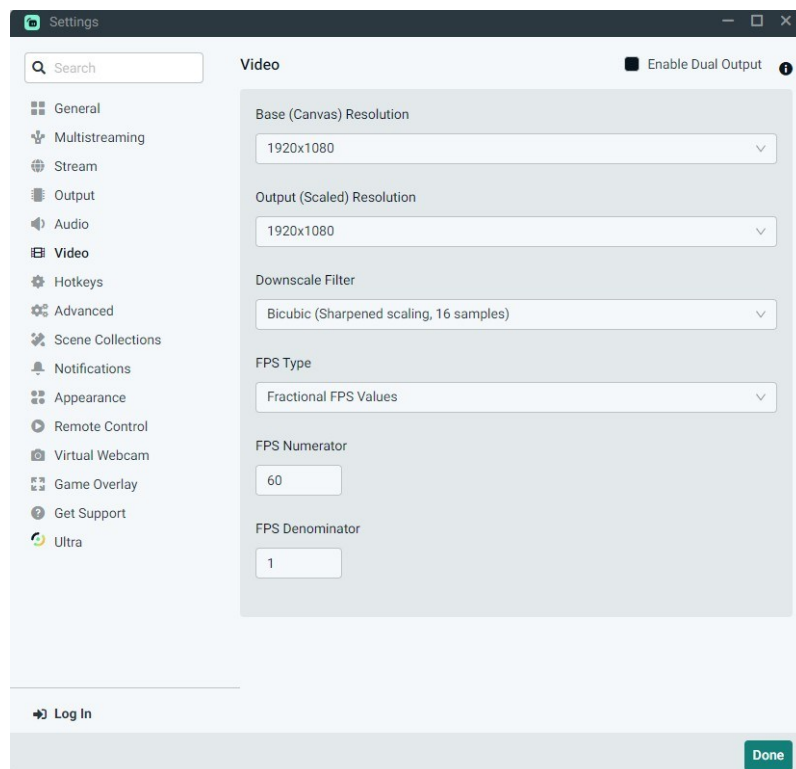 Settings
Search
General
Multistreaming
Stream
Output
Audio
Video
Hotkeys
Advanced
Scene Collections
Notifications
Appearance
Remote Control
Virtual Webcam
Game Overlay
Get Support
Ultra
Log In
Video
Enable Dual Output
Base (Canvas) Resolution
1920x1080
Output (Scaled) Resolution
1920x1080
Downscale Filter
Bicubic (Sharpened scaling, 16 samples)
FPS Type
Fractional FPS Values
FPS Numerator
60
FPS Denominator
1
Done